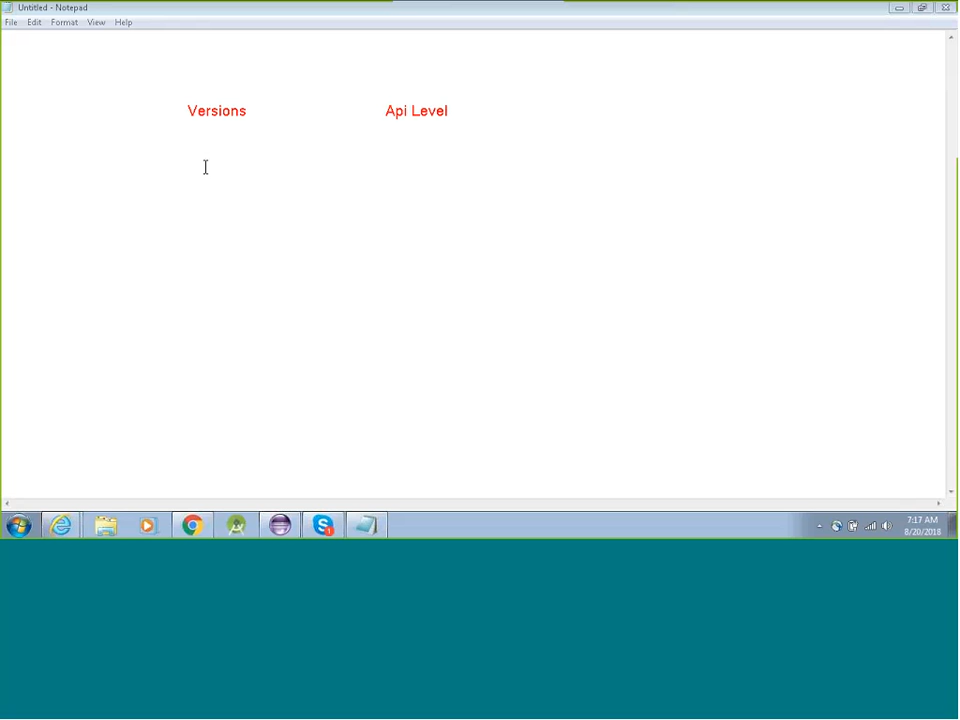 Untitled - Notepad
File Edit Format View Help
Versions Api Level
7:17 AM
8/20/2018